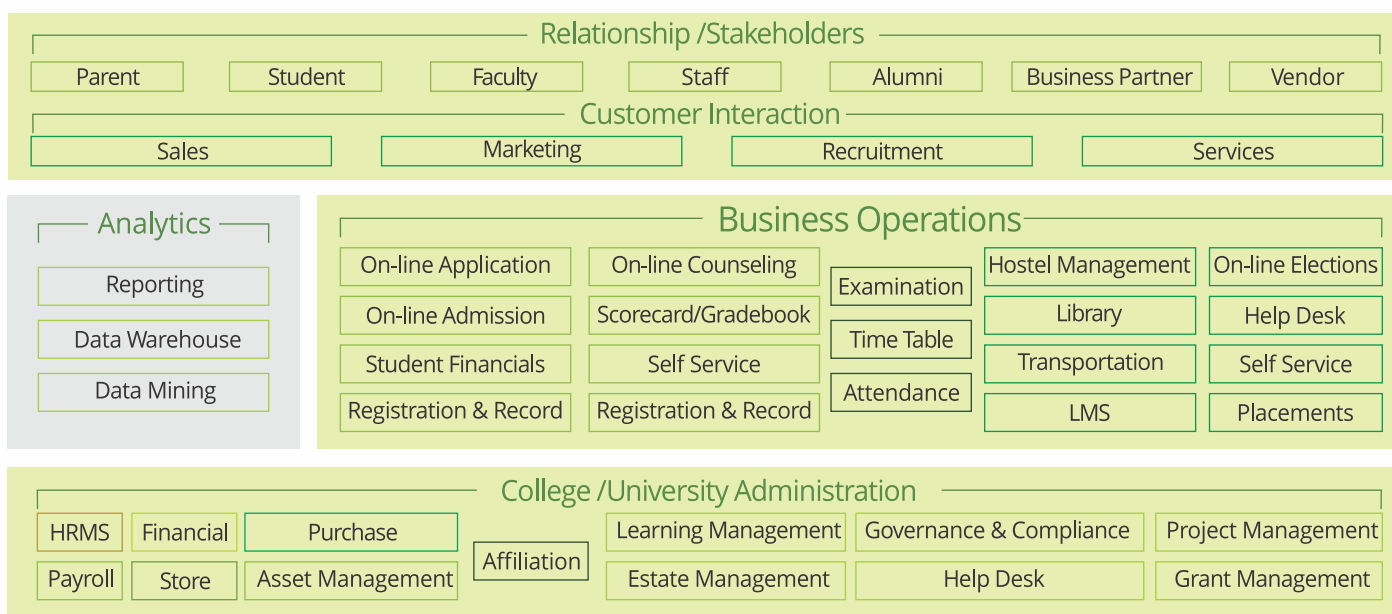 Relationship /Stakeholders
Parent Student Faculty Staff Alumni Business Partner Vendor
Customer Interaction
Sales Marketing Recruitment Services
Analytics
Reporting
Data Warehouse
Data Mining
Business Operations
On-line Application On-line Counseling Examination Hostel Management On-line Elections
On-line Admission Scorecard/Gradebook Time Table Library Help Desk
Student Financials Self Service Attendance Transportation Self Service
Registration & Record Registration & Record LMS Placements
College /University Administration
HRMS Financial Purchase Affiliation Learning Management Governance & Compliance Project Management
Payroll Store Asset Management Estate Management Help Desk Grant Management